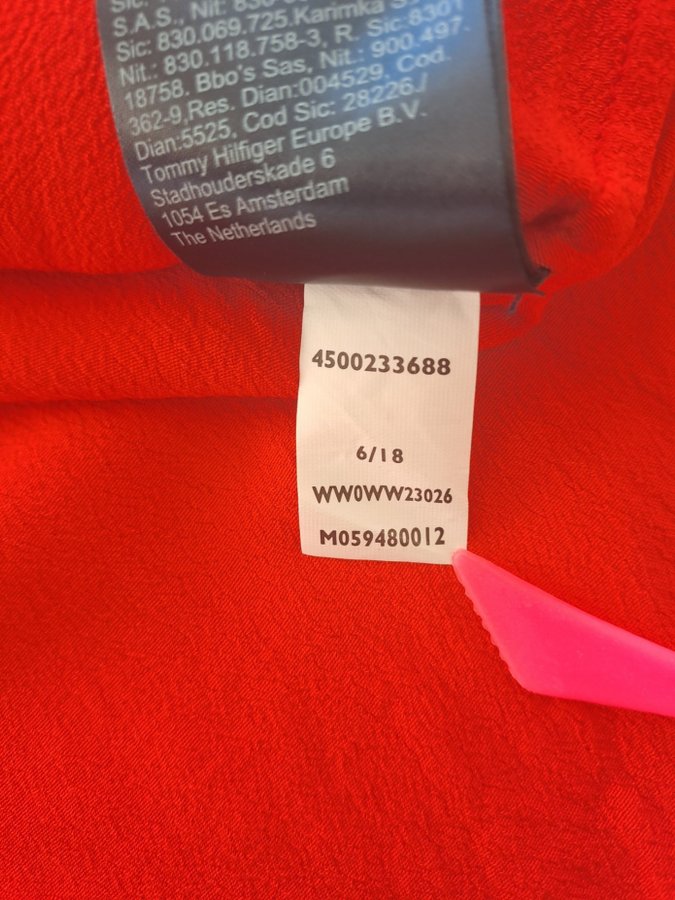 S.A.S., Nit: 830
Sic: 830.069.725.Karimka
Nit.: 830.118.758-3, R. Sic:8301
18758. Bbo's Sas, Nit.: 900.497.
362-9,Res. Dian:004529, Cod.
Dian:5525, Cod Sic: 28226./
Tommy Hilfiger Europe B.V.
Stadhouderskade 6
1054 Es Amsterdam
The Netherlands
4500233688
6/18
WW0WW23026
M059480012